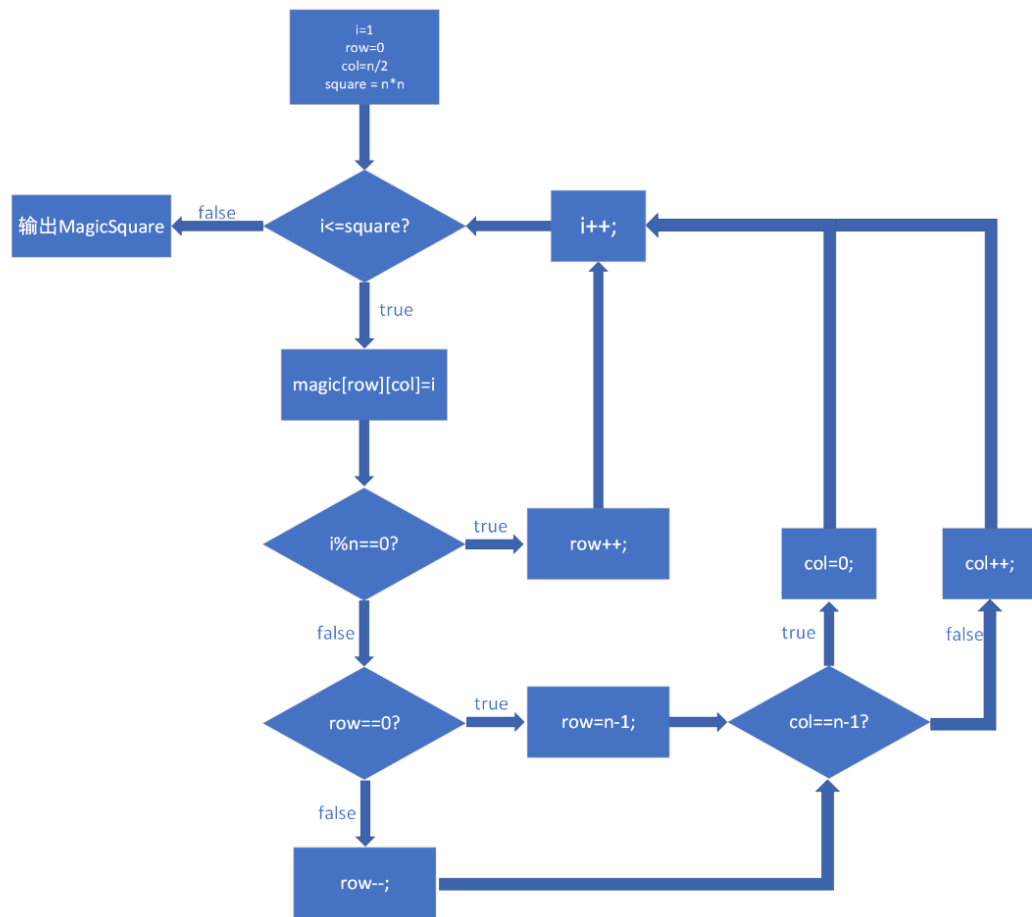 i=1
row=0
col=n/2
square = n*n
false
输出MagicSquare
i<=square?
i++;
true
magic[row][col]=i
i%n==0?
true
row++;
col=0;
col++;
false
true
false
row==0?
true
row=n-1;
col==n-1?
false
row--;